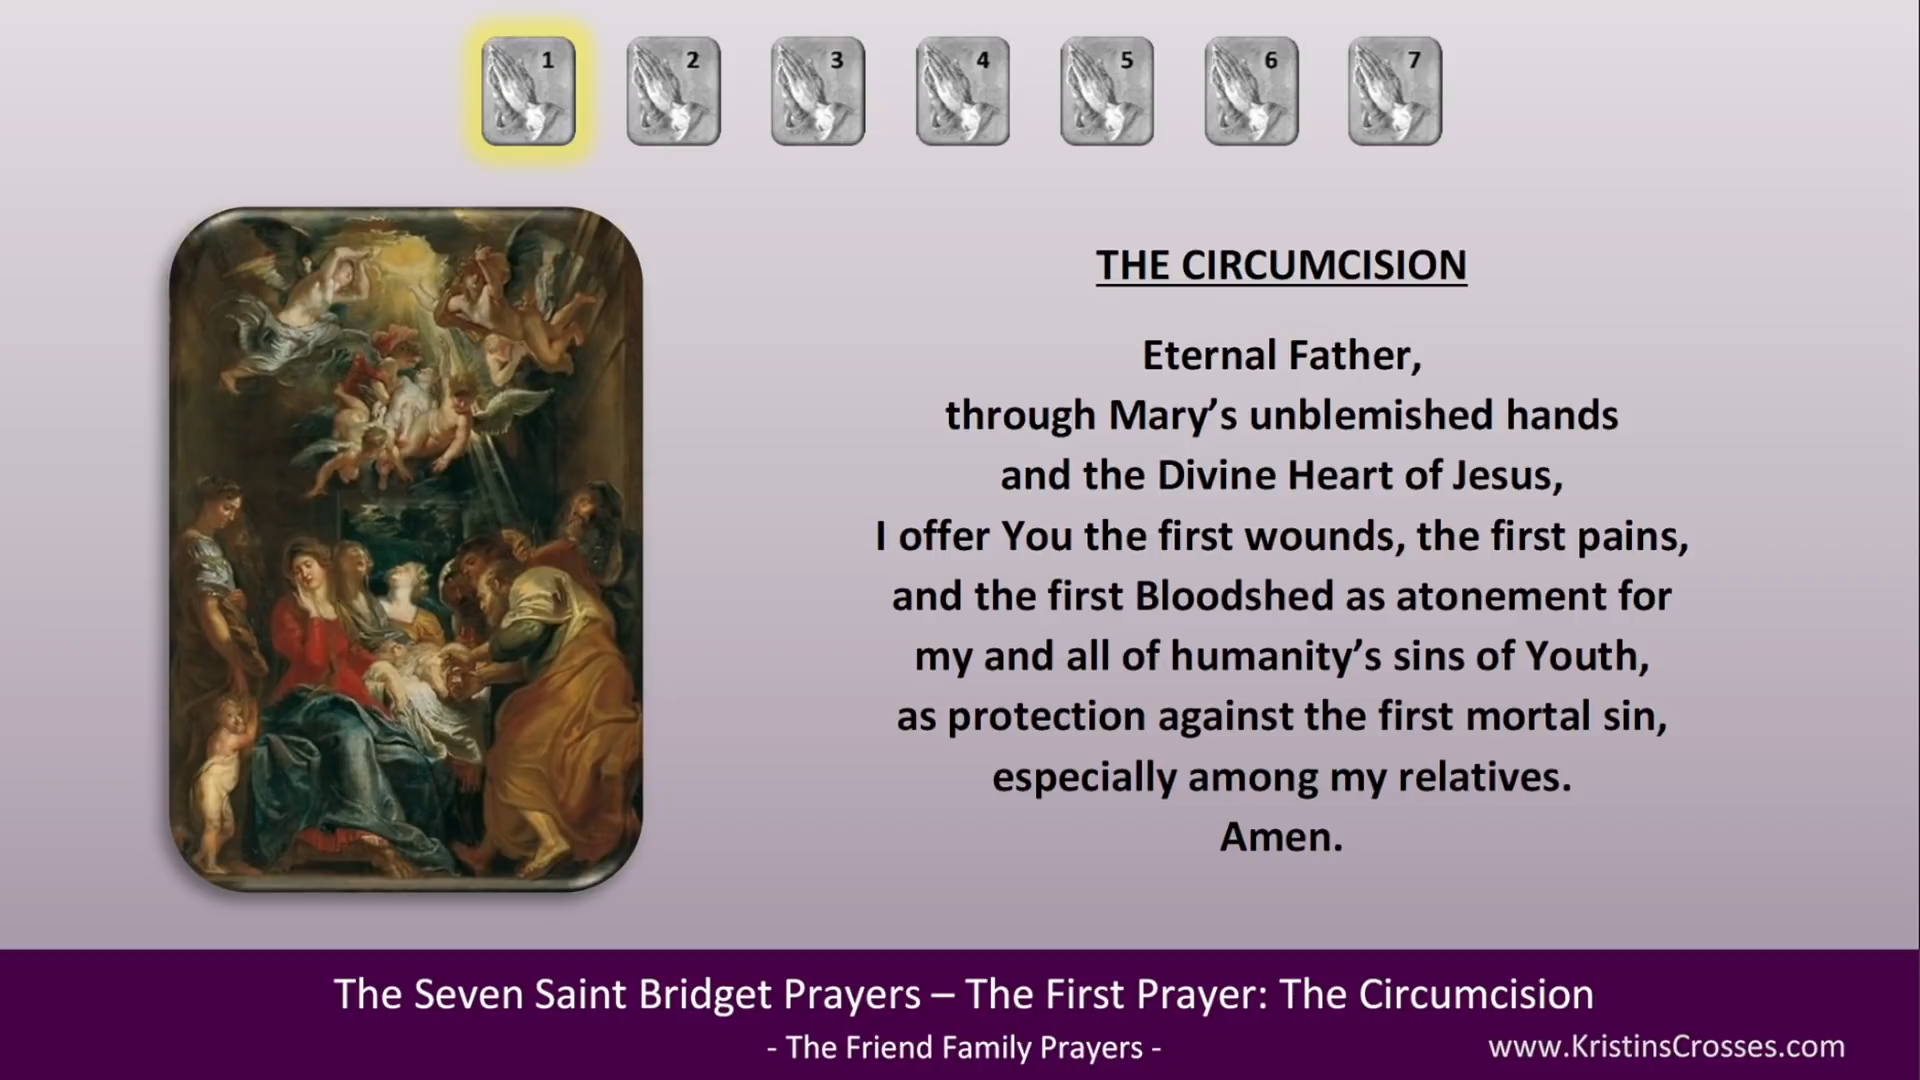 1 2 3 4 5 6 7
THE CIRCUMCISION
Eternal Father,
through Mary’s unblemished hands
and the Divine Heart of Jesus,
I offer You the first wounds, the first pains,
and the first Bloodshed as atonement for
my and all of humanity’s sins of Youth,
as protection against the first mortal sin,
especially among my relatives.
Amen.
The Seven Saint Bridget Prayers – The First Prayer: The Circumcision
- The Friend Family Prayers -
www.KristinsCrosses.com